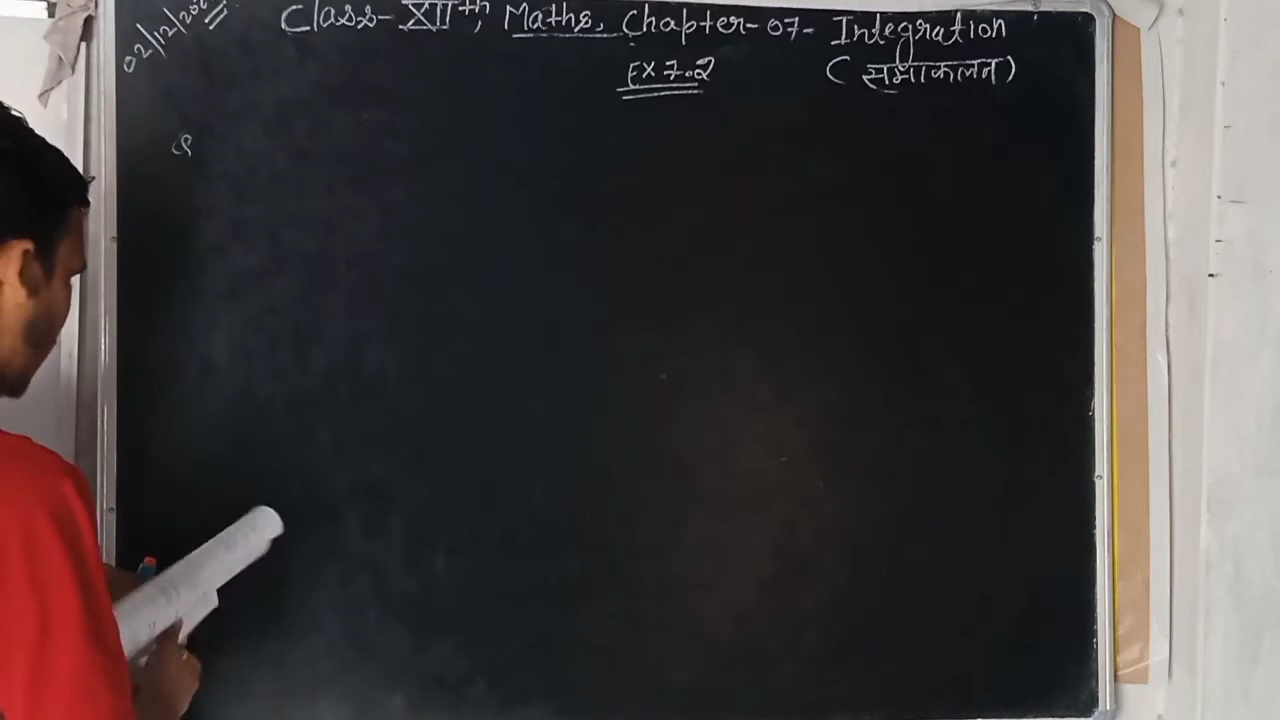 02/12/202
Class-XIIth, Maths, Chapter-07- Integration
EX 7.2 (समाकलन)
Q